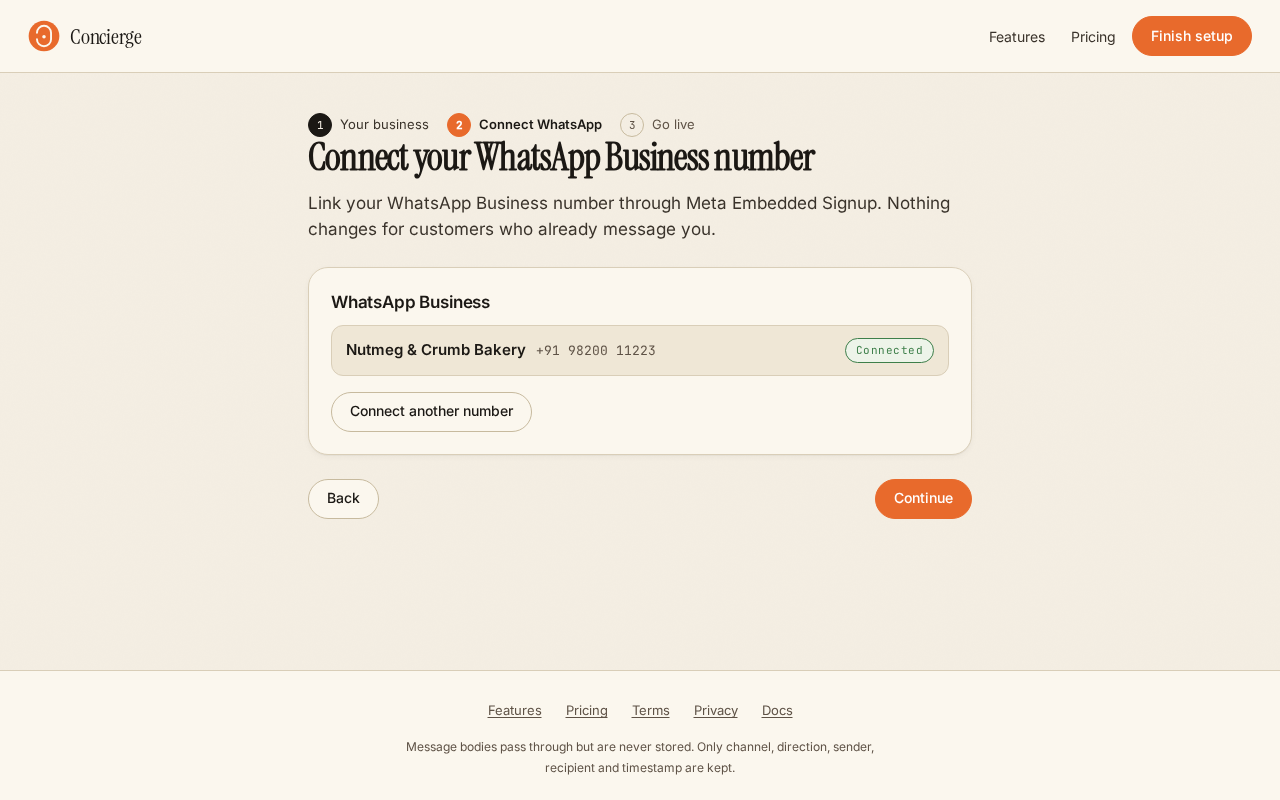 Concierge
Features
Pricing
Finish setup
1 Your business
2 Connect WhatsApp
3 Go live
Connect your WhatsApp Business number
Link your WhatsApp Business number through Meta Embedded Signup. Nothing
changes for customers who already message you.
WhatsApp Business
Nutmeg & Crumb Bakery +91 98200 11223 Connected
Connect another number
Back
Continue
Features Pricing Terms Privacy Docs
Message bodies pass through but are never stored. Only channel, direction, sender,
recipient and timestamp are kept.